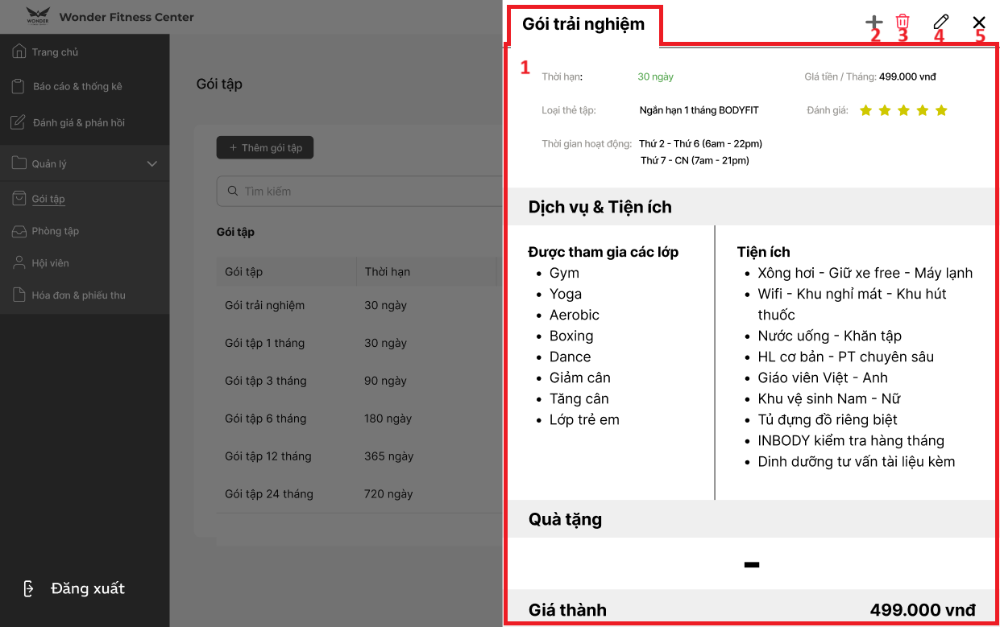 WONDER
Wonder Fitness Center
Trang chủ
Báo cáo & thống kê
Đánh giá & phản hồi
Quản lý
Gói tập
Phòng tập
Hội viên
Hóa đơn & phiếu thu
Đăng xuất
Gói tập
+ Thêm gói tập
Tìm kiếm
Gói tập
Gói tập Thời hạn
Gói trải nghiệm 30 ngày
Gói tập 1 tháng 30 ngày
Gói tập 3 tháng 90 ngày
Gói tập 6 tháng 180 ngày
Gói tập 12 tháng 365 ngày
Gói tập 24 tháng 720 ngày
Gói trải nghiệm
2 3 4 5
1
Thời hạn: 30 ngày Giá tiền / Tháng: 499.000 vnđ
Loại thẻ tập: Ngắn hạn 1 tháng BODYFIT Đánh giá:
Thời gian hoạt động: Thứ 2 - Thứ 6 (6am - 22pm)
Thứ 7 - CN (7am - 21pm)
Dịch vụ & Tiện ích
Được tham gia các lớp
• Gym
• Yoga
• Aerobic
• Boxing
• Dance
• Giảm cân
• Tăng cân
• Lớp trẻ em
Tiện ích
• Xông hơi - Giữ xe free - Máy lạnh
• Wifi - Khu nghỉ mát - Khu hút
thuốc
• Nước uống - Khăn tập
• HL cơ bản - PT chuyên sâu
• Giáo viên Việt - Anh
• Khu vệ sinh Nam - Nữ
• Tủ đựng đồ riêng biệt
• INBODY kiểm tra hàng tháng
• Dinh dưỡng tư vấn tài liệu kèm
Quà tặng
-
Giá thành 499.000 vnđ